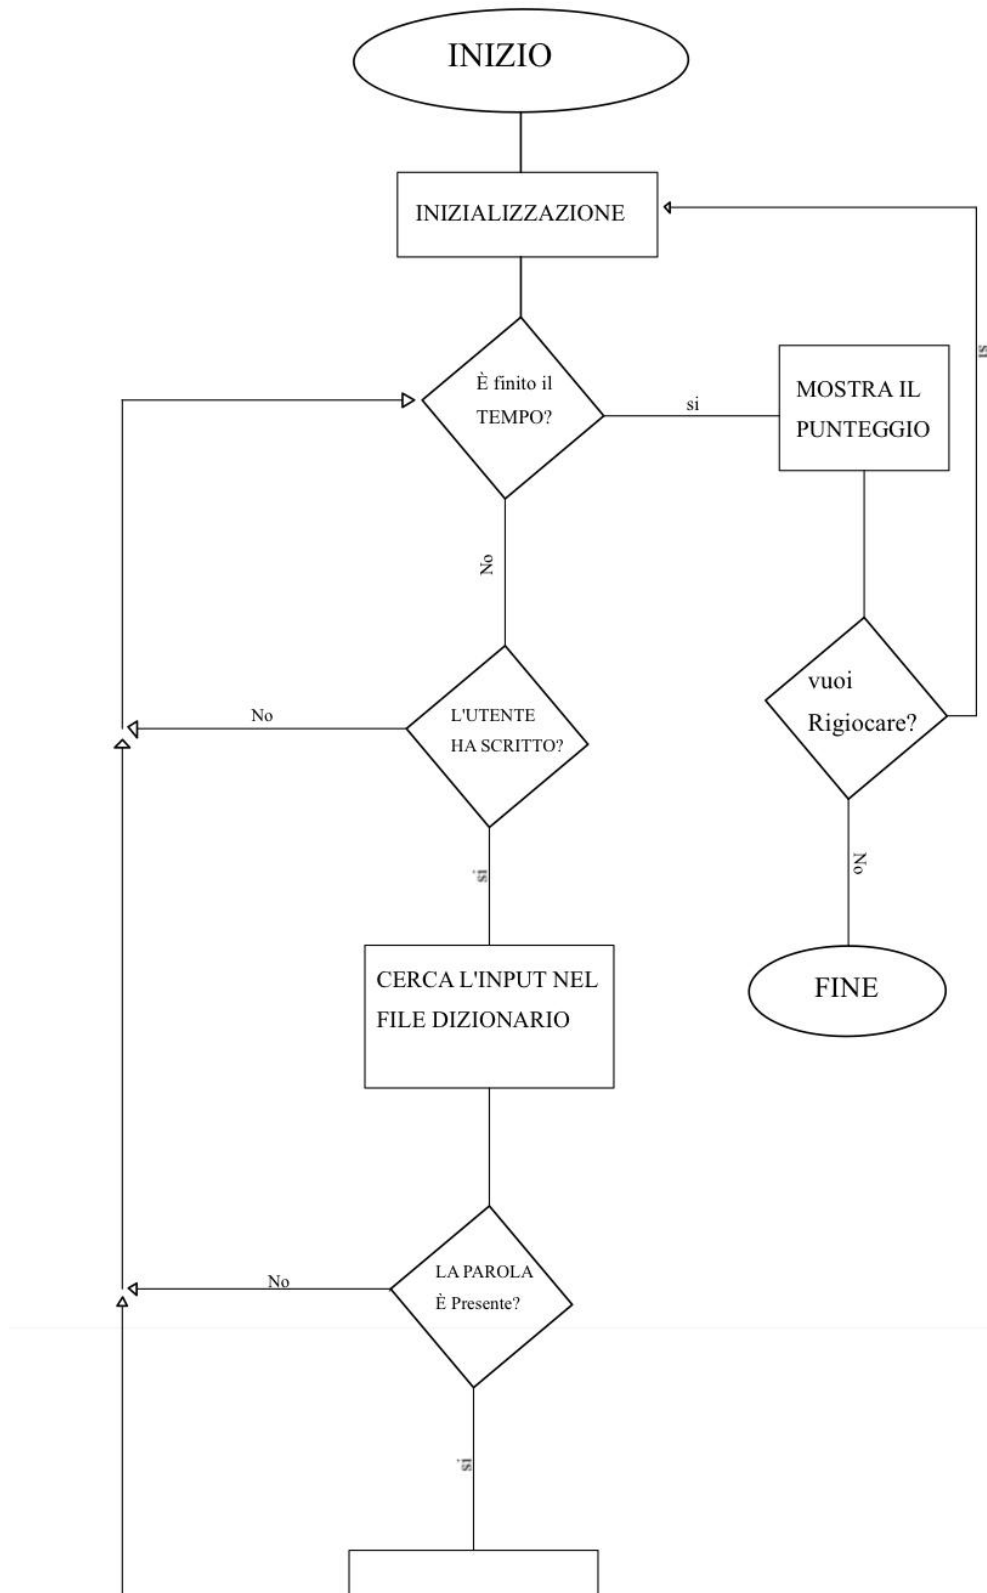 INIZIO
INIZIALIZZAZIONE
si
È finito il
TEMPO?
si
MOSTRA IL
PUNTEGGIO
No
vuoi
Rigiocare?
L'UTENTE
HA SCRITTO?
No
si
No
CERCA L'INPUT NEL
FILE DIZIONARIO
FINE
LA PAROLA
È Presente?
No
si